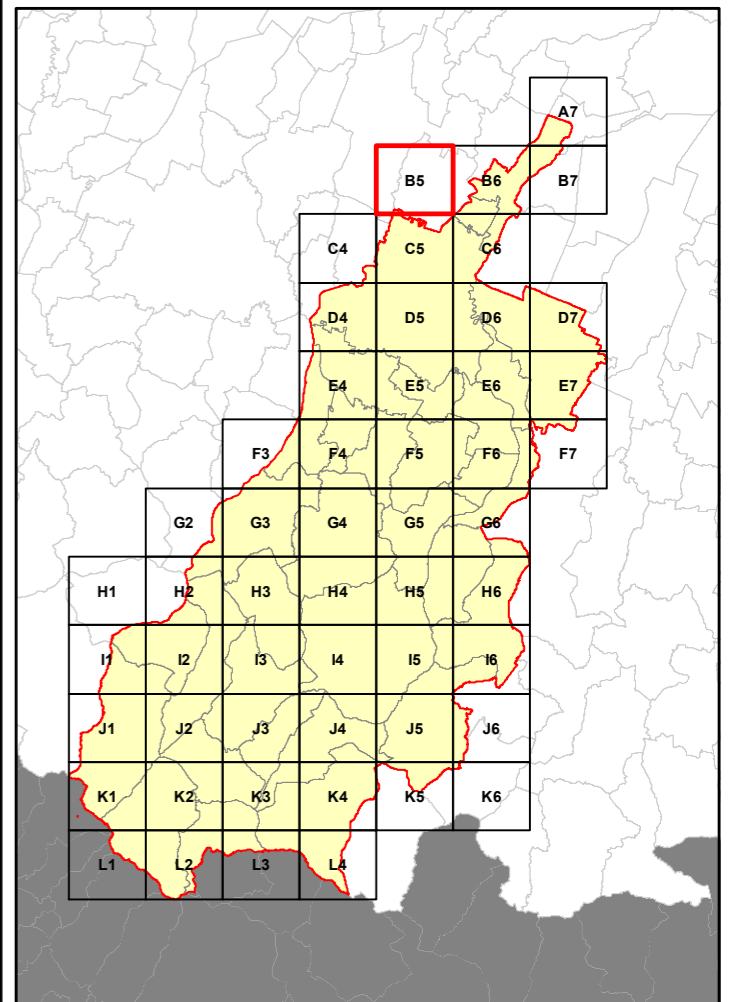 A7
B5 B6 B7
C4 C5 C6
D4 D5 D6 D7
E4 E5 E6 E7
F3 F4 F5 F6 F7
G2 G3 G4 G5 G6
H1 H2 H3 H4 H5 H6
I1 I2 I3 I4 I5 I6
J1 J2 J3 J4 J5 J6
K1 K2 K3 K4 K5 K6
L1 L2 L3 L4